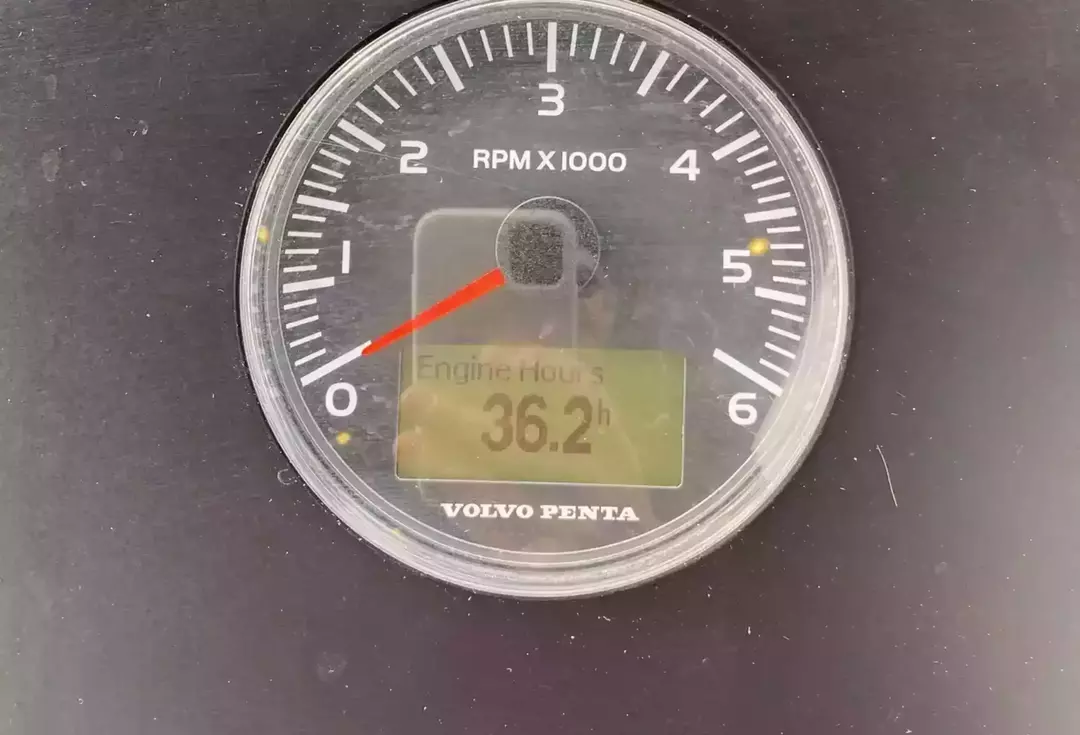 3
2 RPM X 1000 4
1 5
Engine Hours
0 36.2h 6
VOLVO PENTA